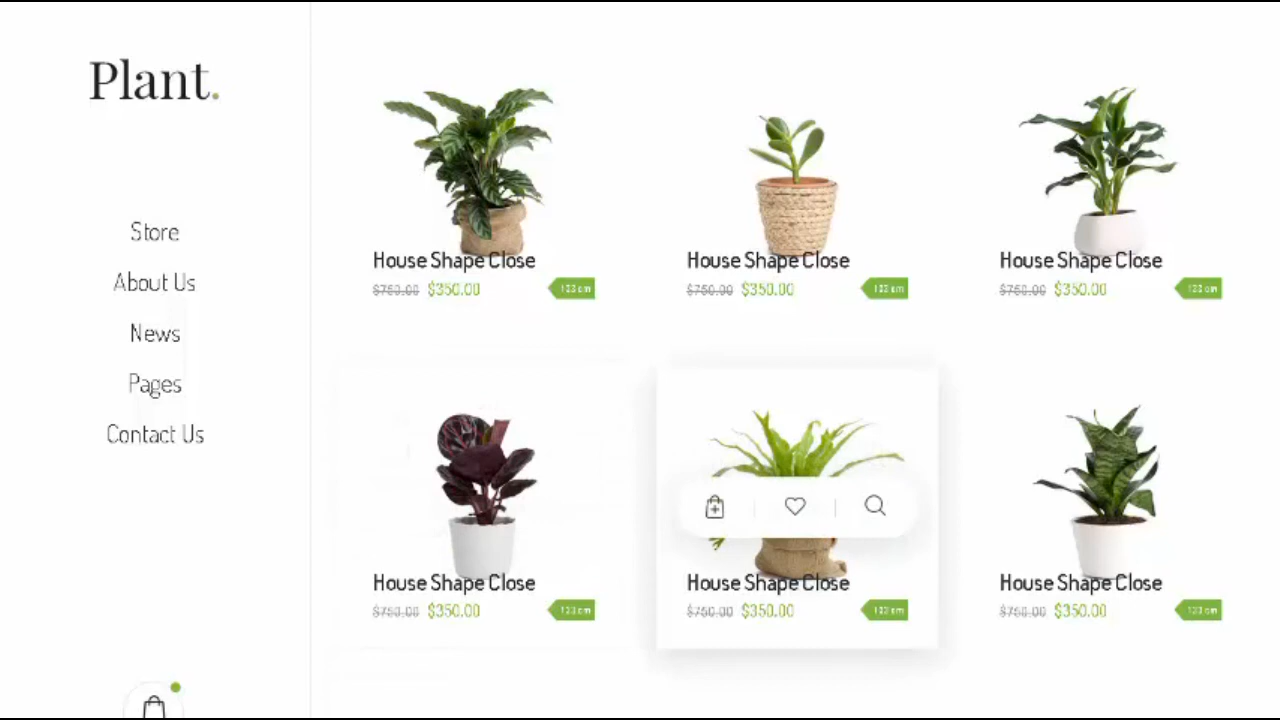 Plant.
Store
About Us
News
Pages
Contact Us
House Shape Close
$750.00 $350.00
House Shape Close
$750.00 $350.00
House Shape Close
$750.00 $350.00
House Shape Close
$750.00 $350.00
House Shape Close
$750.00 $350.00
House Shape Close
$750.00 $350.00